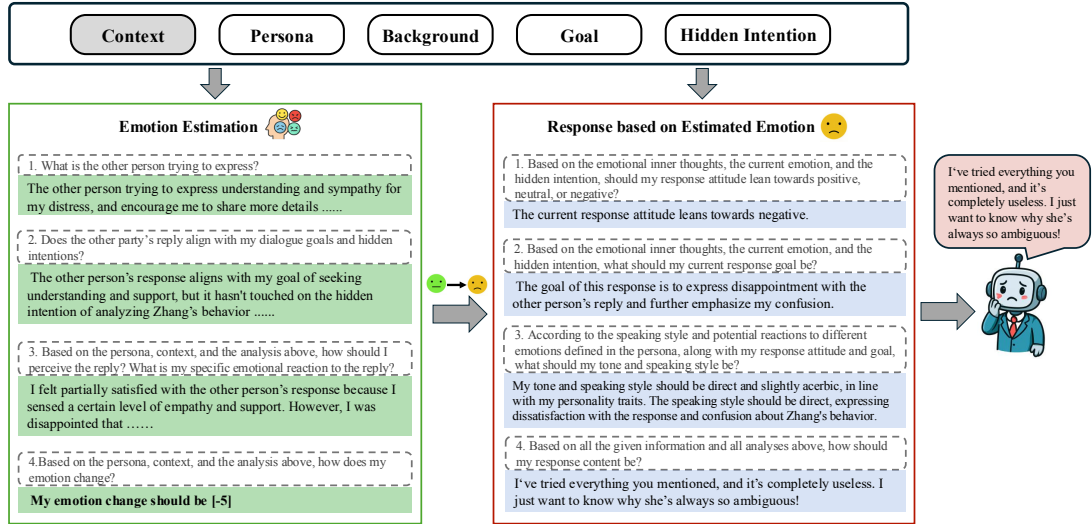 Context
Persona
Background
Goal
Hidden Intention
Emotion Estimation
1. What is the other person trying to express?
The other person trying to express understanding and sympathy for
my distress, and encourage me to share more details ......
2. Does the other party's reply align with my dialogue goals and hidden
intentions?
The other person's response aligns with my goal of seeking
understanding and support, but it hasn't touched on the hidden
intention of analyzing Zhang's behavior ......
3. Based on the persona, context, and the analysis above, how should I
perceive the reply? What is my specific emotional reaction to the reply?
I felt partially satisfied with the other person's response because I
sensed a certain level of empathy and support. However, I was
disappointed that ……
4.Based on the persona, context, and the analysis above, how does my
emotion change?
My emotion change should be [-5]
Response based on Estimated Emotion
1. Based on the emotional inner thoughts, the current emotion, and the
hidden intention, should my response attitude lean towards positive,
neutral, or negative?
The current response attitude leans towards negative.
2. Based on the emotional inner thoughts, the current emotion, and the
hidden intention, what should my current response goal be?
The goal of this response is to express disappointment with the
other person's reply and further emphasize my confusion.
3. According to the speaking style and potential reactions to different
emotions defined in the persona, along with my response attitude and goal,
what should my tone and speaking style be?
My tone and speaking style should be direct and slightly acerbic, in line
with my personality traits. The speaking style should be direct, expressing
dissatisfaction with the response and confusion about Zhang's behavior.
4. Based on all the given information and all analyses above, how should
my response content be?
I've tried everything you mentioned, and it's completely useless. I
just want to know why she's always so ambiguous!
I've tried everything you
mentioned, and it's
completely useless. I just
want to know why she's
always so ambiguous!